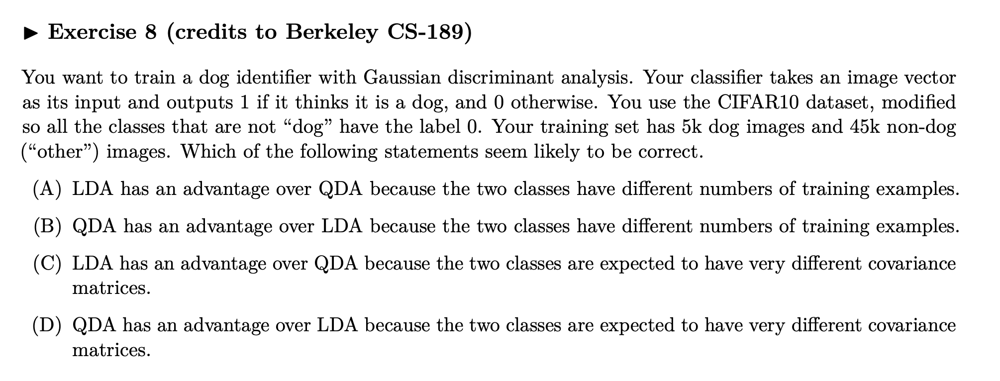 ► Exercise 8 (credits to Berkeley CS-189)
You want to train a dog identifier with Gaussian discriminant analysis. Your classifier takes an image vector
as its input and outputs 1 if it thinks it is a dog, and 0 otherwise. You use the CIFAR10 dataset, modified
so all the classes that are not “dog” have the label 0. Your training set has 5k dog images and 45k non-dog
(“other”) images. Which of the following statements seem likely to be correct.
(A) LDA has an advantage over QDA because the two classes have different numbers of training examples.
(B) QDA has an advantage over LDA because the two classes have different numbers of training examples.
(C) LDA has an advantage over QDA because the two classes are expected to have very different covariance
matrices.
(D) QDA has an advantage over LDA because the two classes are expected to have very different covariance
matrices.